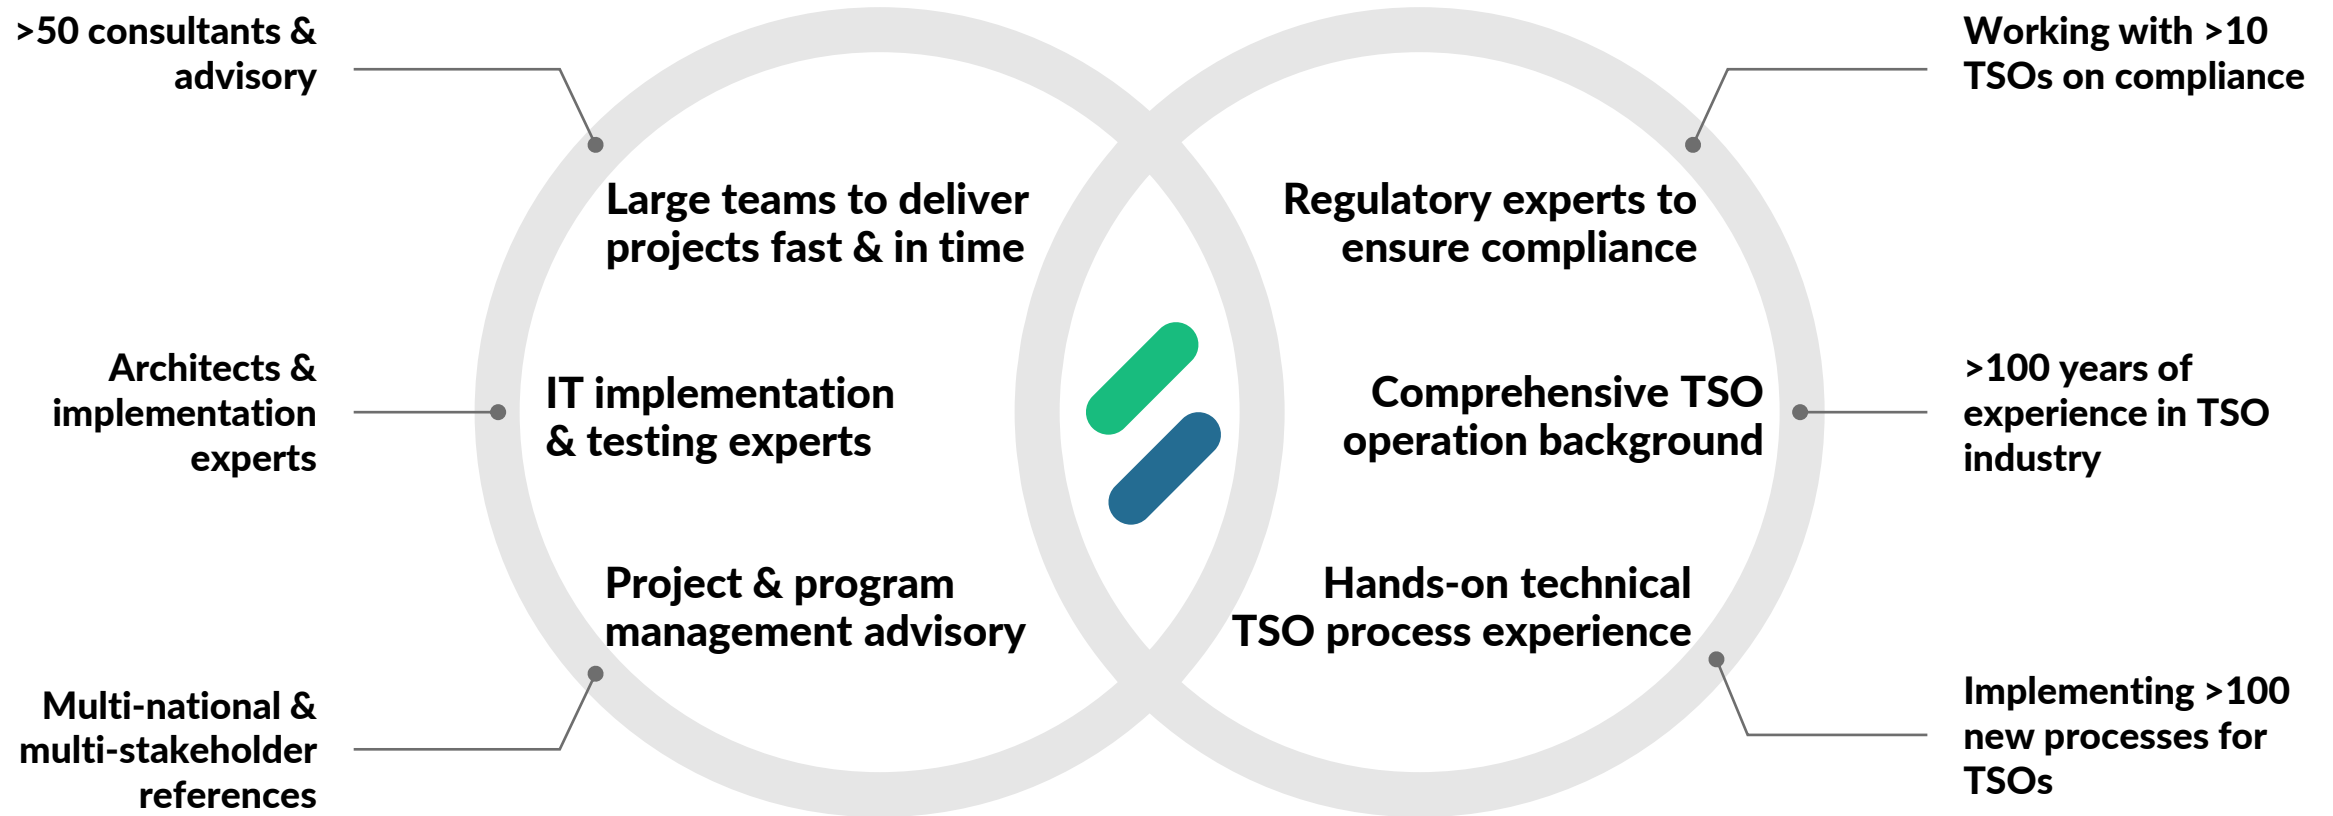 >50 consultants &
advisory
Large teams to deliver
projects fast & in time
Architects &
implementation
experts
IT implementation
& testing experts
Multi-national &
multi-stakeholder
references
Project & program
management advisory
Working with >10
TSOs on compliance
Regulatory experts to
ensure compliance
>100 years of
experience in TSO
industry
Comprehensive TSO
operation background
Implementing >100
new processes for
TSOs
Hands-on technical
TSO process experience